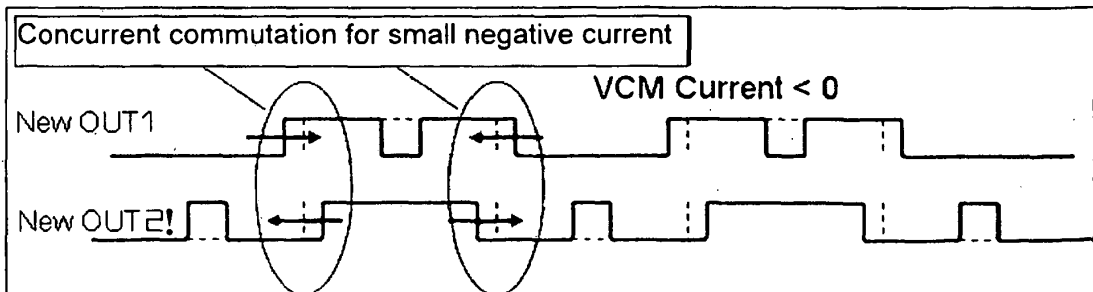 Concurrent commutation for small negative current
VCM Current < 0
New OUT1
New OUT2!